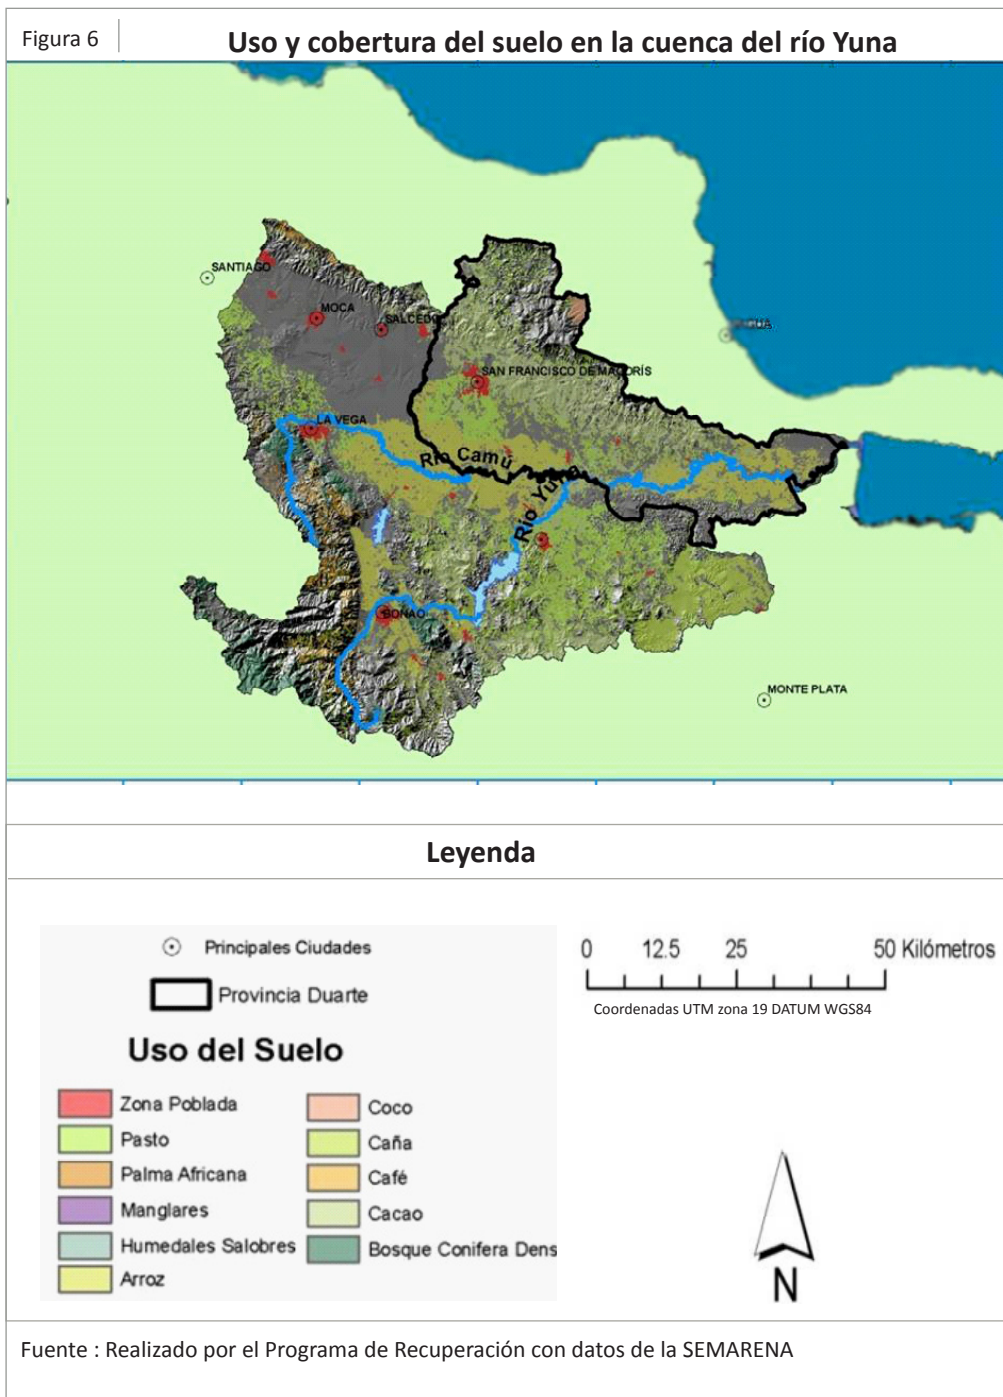 Figura 6
Uso y cobertura del suelo en la cuenca del río Yuna
SANTIAGO
MOCA
SALCEDO
SAN FRANCISCO DE MACORÍS
LA VEGA
Río Camú
Río Yuna
BONAO
MONTE PLATA
Leyenda
Principales Ciudades
Provincia Duarte
Uso del Suelo
Zona Poblada
Pasto
Palma Africana
Manglares
Humedales Salobres
Arroz
Coco
Caña
Café
Cacao
Bosque Conifera Dens
0 12.5 25 50 Kilómetros
Coordenadas UTM zona 19 DATUM WGS84
N
Fuente : Realizado por el Programa de Recuperación con datos de la SEMARENA